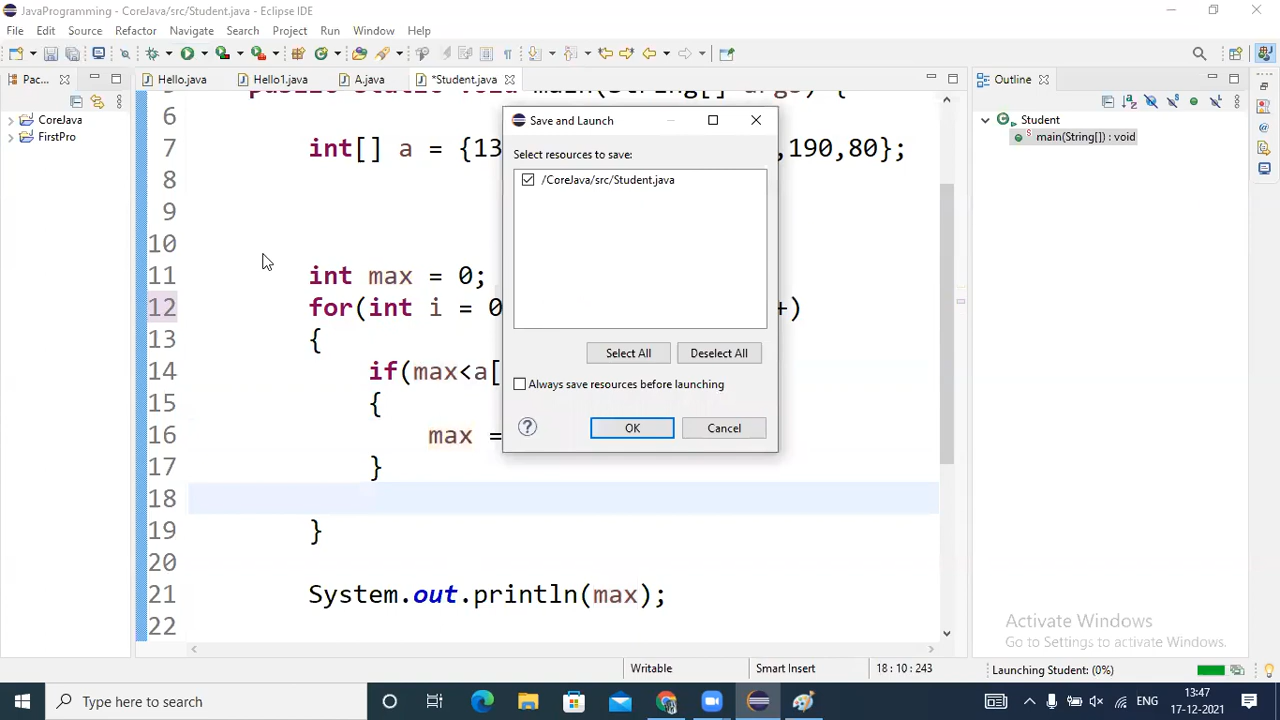 JavaProgramming - CoreJava/src/Student.java - Eclipse IDE
File Edit Source Refactor Navigate Search Project Run Window Help
Pac... Hello.java Hello1.java A.java *Student.java Outline
CoreJava
FirstPro
Student
main(String[]) : void
public static void main(String[] args) {
6
7 int[] a = {13 ,190,80};
8
9
10
11 int max = 0;
12 for(int i = 0 +)
13 {
14 if(max<a[
15 {
16 max =
17 }
18
19 }
20
21 System.out.println(max);
22
Save and Launch
Select resources to save:
/CoreJava/src/Student.java
Select All Deselect All
Always save resources before launching
OK Cancel
Activate Windows
Go to Settings to activate Windows.
Writable Smart Insert 18 : 10 : 243 Launching Student: (0%)
Type here to search
ENG 13:47
17-12-2021